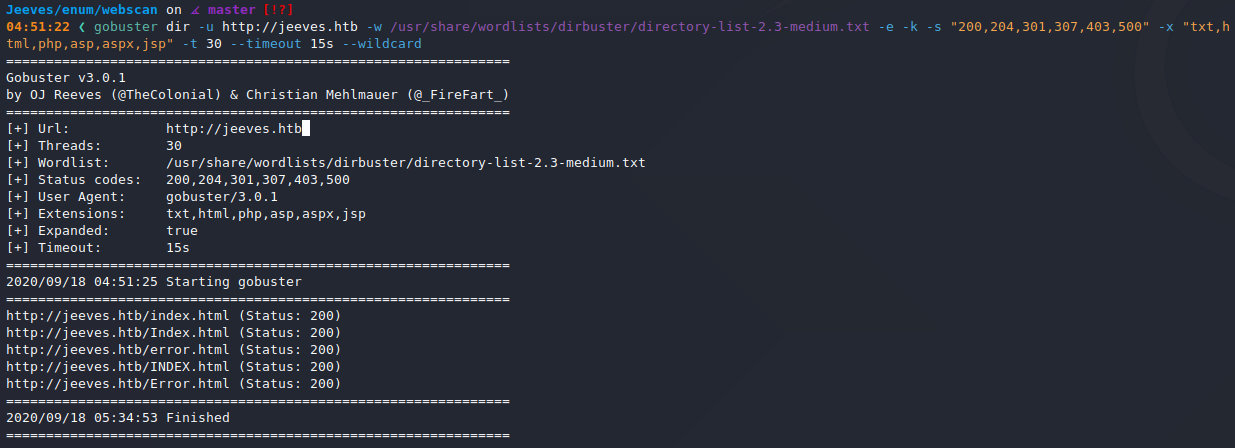 Jeeves/enum/webscan on ∠ master [!?]
04:51:22 ❮ gobuster dir -u http://jeeves.htb -w /usr/share/wordlists/dirbuster/directory-list-2.3-medium.txt -e -k -s "200,204,301,307,403,500" -x "txt,h
tml,php,asp,aspx,jsp" -t 30 --timeout 15s --wildcard
===============================================================
Gobuster v3.0.1
by OJ Reeves (@TheColonial) & Christian Mehlmauer (@_FireFart_)
===============================================================
[+] Url:            http://jeeves.htb
[+] Threads:        30
[+] Wordlist:       /usr/share/wordlists/dirbuster/directory-list-2.3-medium.txt
[+] Status codes:   200,204,301,307,403,500
[+] User Agent:     gobuster/3.0.1
[+] Extensions:     txt,html,php,asp,aspx,jsp
[+] Expanded:       true
[+] Timeout:        15s
===============================================================
2020/09/18 04:51:25 Starting gobuster
===============================================================
http://jeeves.htb/index.html (Status: 200)
http://jeeves.htb/Index.html (Status: 200)
http://jeeves.htb/error.html (Status: 200)
http://jeeves.htb/INDEX.html (Status: 200)
http://jeeves.htb/Error.html (Status: 200)
===============================================================
2020/09/18 05:34:53 Finished
===============================================================